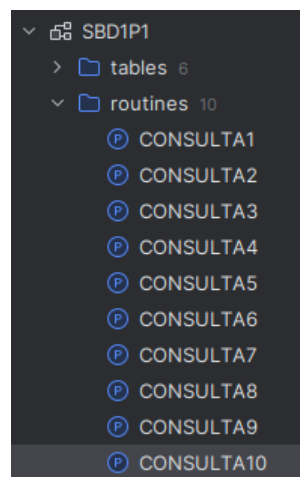 SBD1P1
tables 6
routines 10
P CONSULTA1
P CONSULTA2
P CONSULTA3
P CONSULTA4
P CONSULTA5
P CONSULTA6
P CONSULTA7
P CONSULTA8
P CONSULTA9
P CONSULTA10